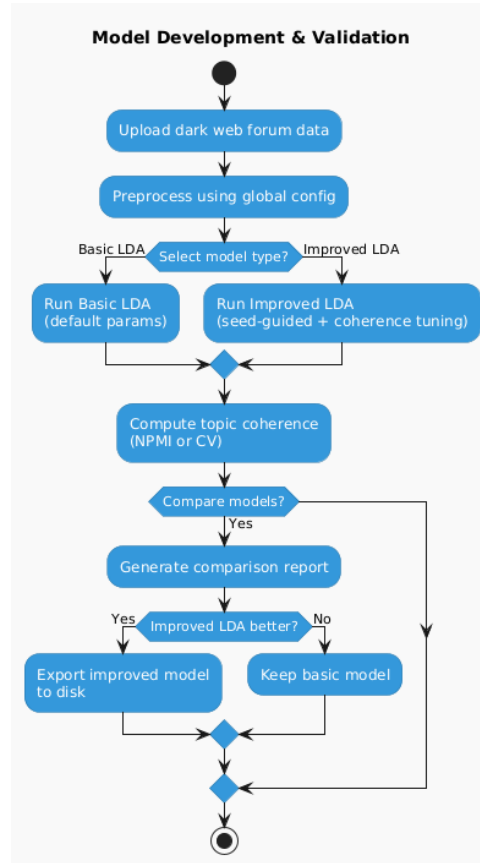 Model Development & Validation
Upload dark web forum data
Preprocess using global config
Basic LDA
Select model type?
Improved LDA
Run Basic LDA
(default params)
Run Improved LDA
(seed-guided + coherence tuning)
Compute topic coherence
(NPMI or CV)
Compare models?
Yes
Generate comparison report
Yes
Improved LDA better?
No
Export improved model
to disk
Keep basic model